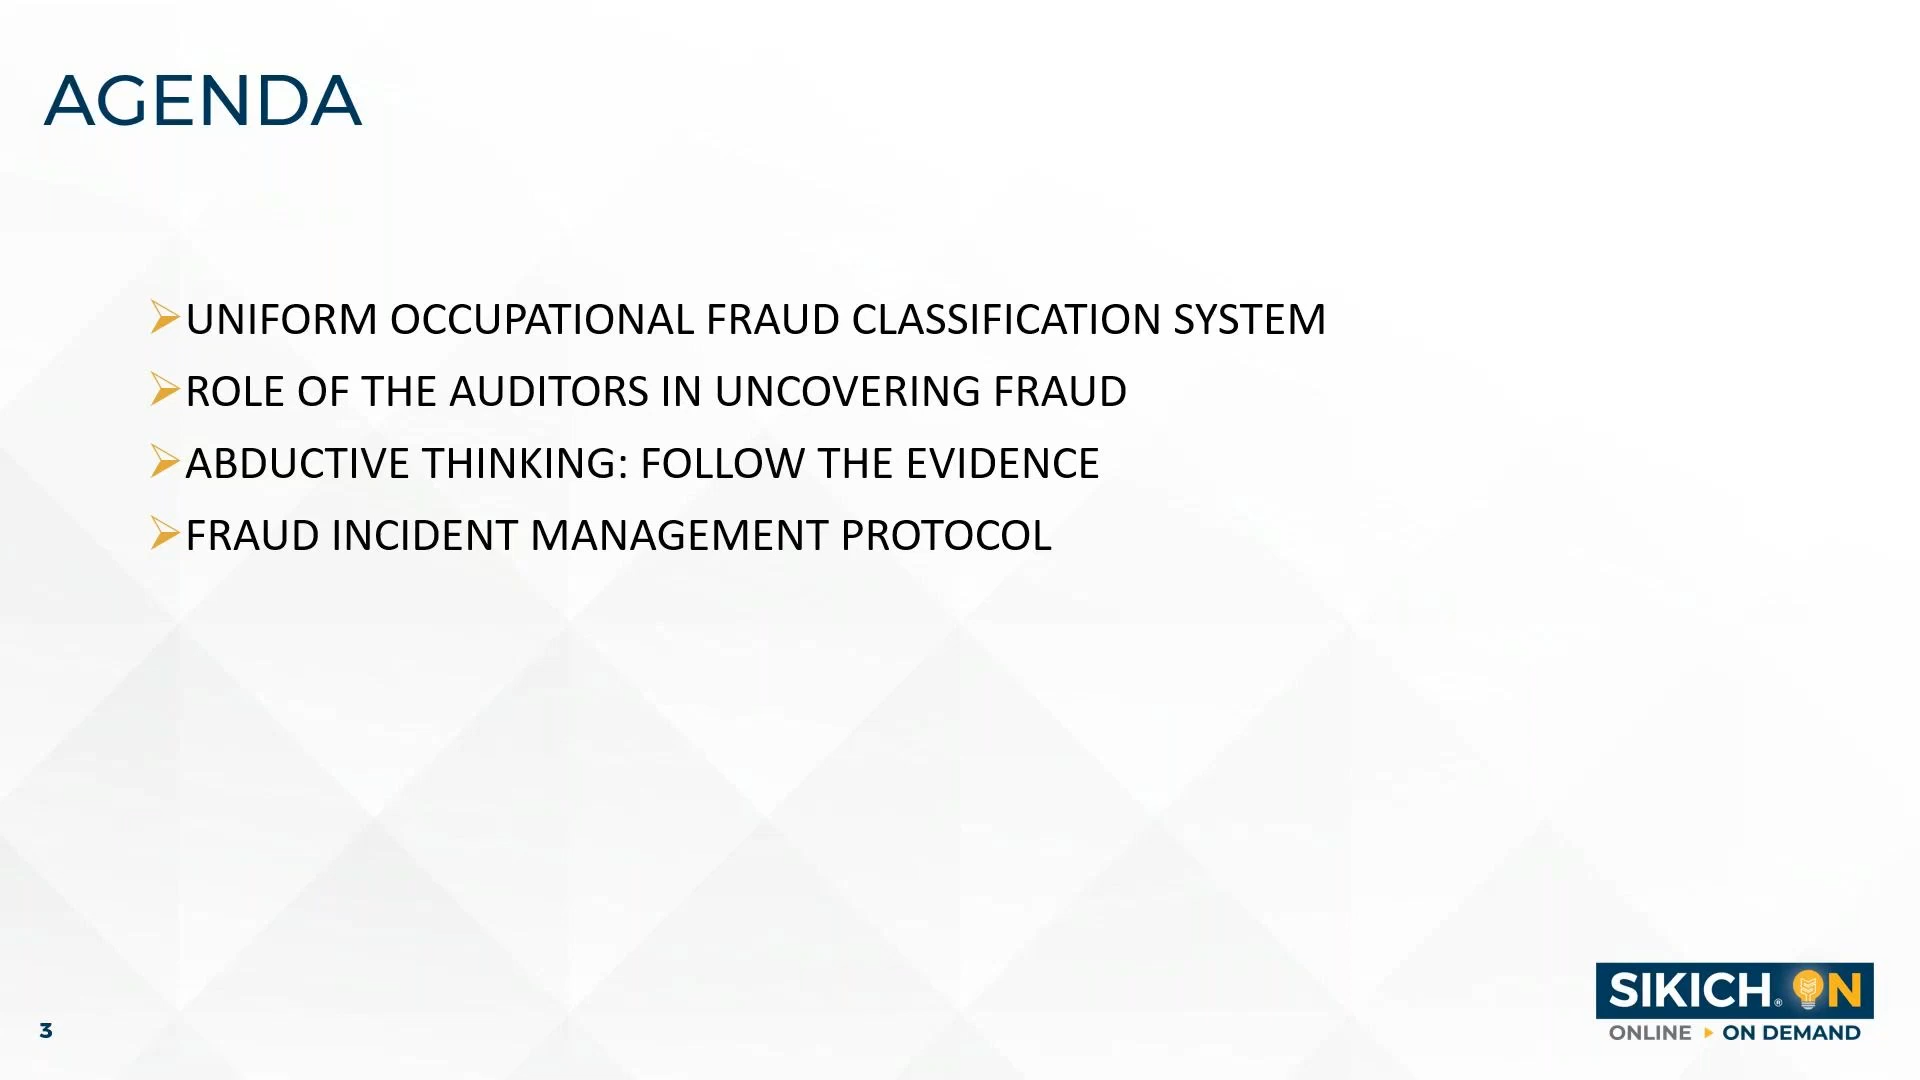 AGENDA
UNIFORM OCCUPATIONAL FRAUD CLASSIFICATION SYSTEM
ROLE OF THE AUDITORS IN UNCOVERING FRAUD
ABDUCTIVE THINKING: FOLLOW THE EVIDENCE
FRAUD INCIDENT MANAGEMENT PROTOCOL
SIKICH® ON
ONLINE ▸ ON DEMAND
3